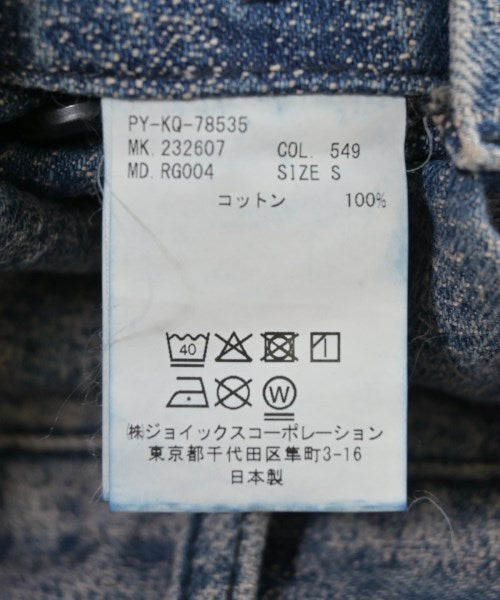 PY-KQ-78535
MK. 232607 COL. 549
MD. RG004 SIZE S
コットン 100%
40
W
㈱ジョイックスコーポレーション
東京都千代田区隼町3-16
日本製